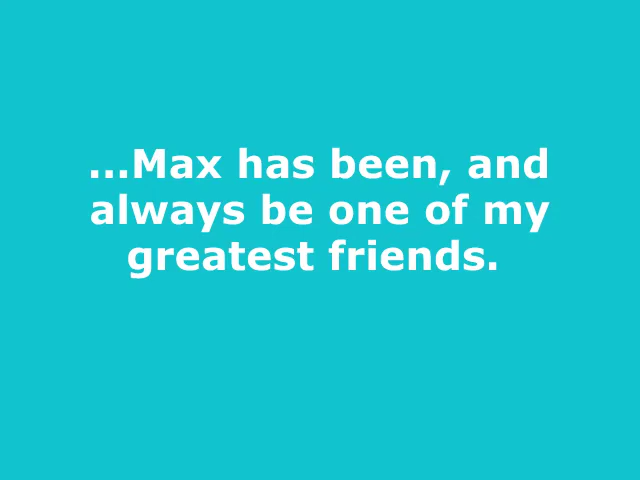 ...Max has been, and
always be one of my
greatest friends.